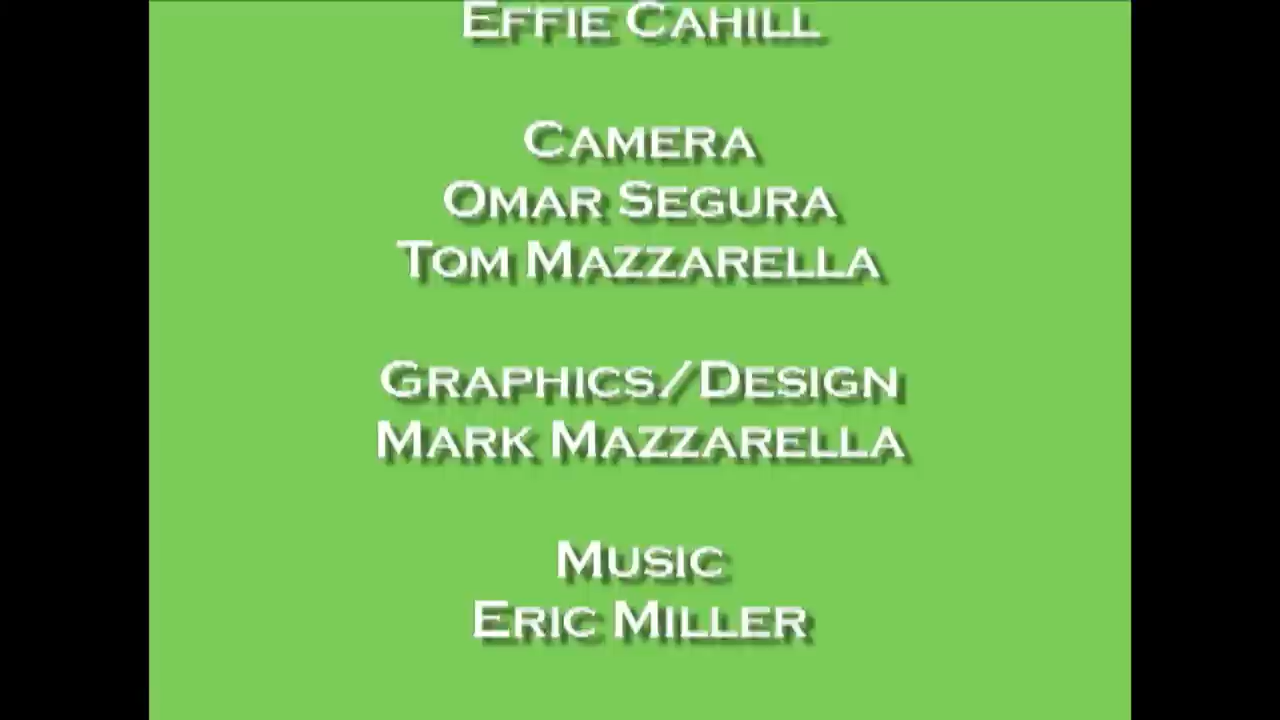 Effie Cahill
Camera
Omar Segura
Tom Mazzarella
Graphics/Design
Mark Mazzarella
Music
Eric Miller